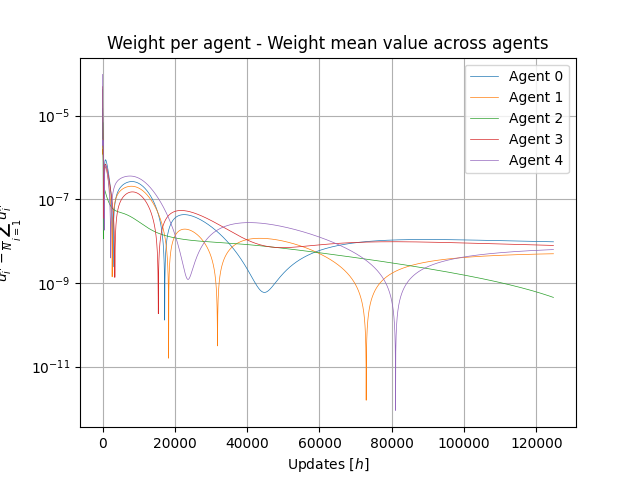 Weight per agent - Weight mean value across agents
Agent 0
Agent 1
Agent 2
Agent 3
Agent 4
10⁻⁵
10⁻⁷
10⁻⁹
10⁻¹¹
0
20000
40000
60000
80000
100000
120000
Updates [h]